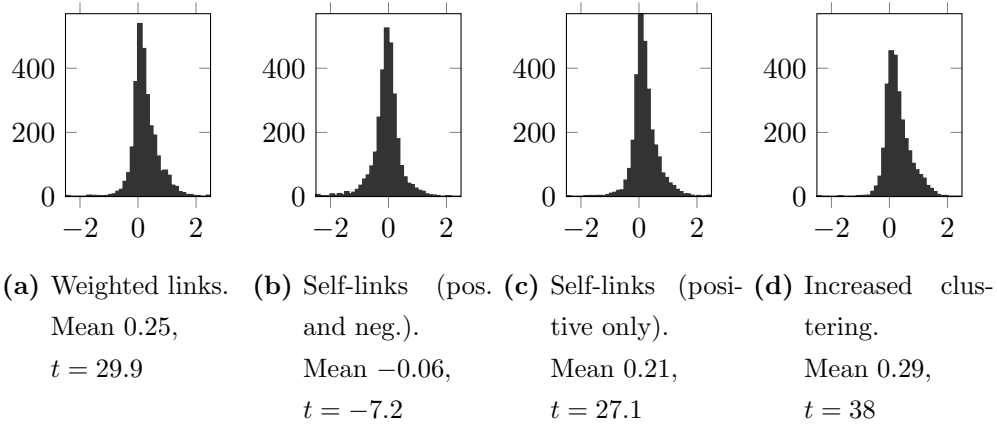 400
200
0
−2 0 2
400
200
0
−2 0 2
400
200
0
−2 0 2
400
200
0
−2 0 2
(a) Weighted links.
Mean 0.25,
t = 29.9
(b) Self-links (pos.
and neg.).
Mean −0.06,
t = −7.2
(c) Self-links (posi-
tive only).
Mean 0.21,
t = 27.1
(d) Increased clus-
tering.
Mean 0.29,
t = 38